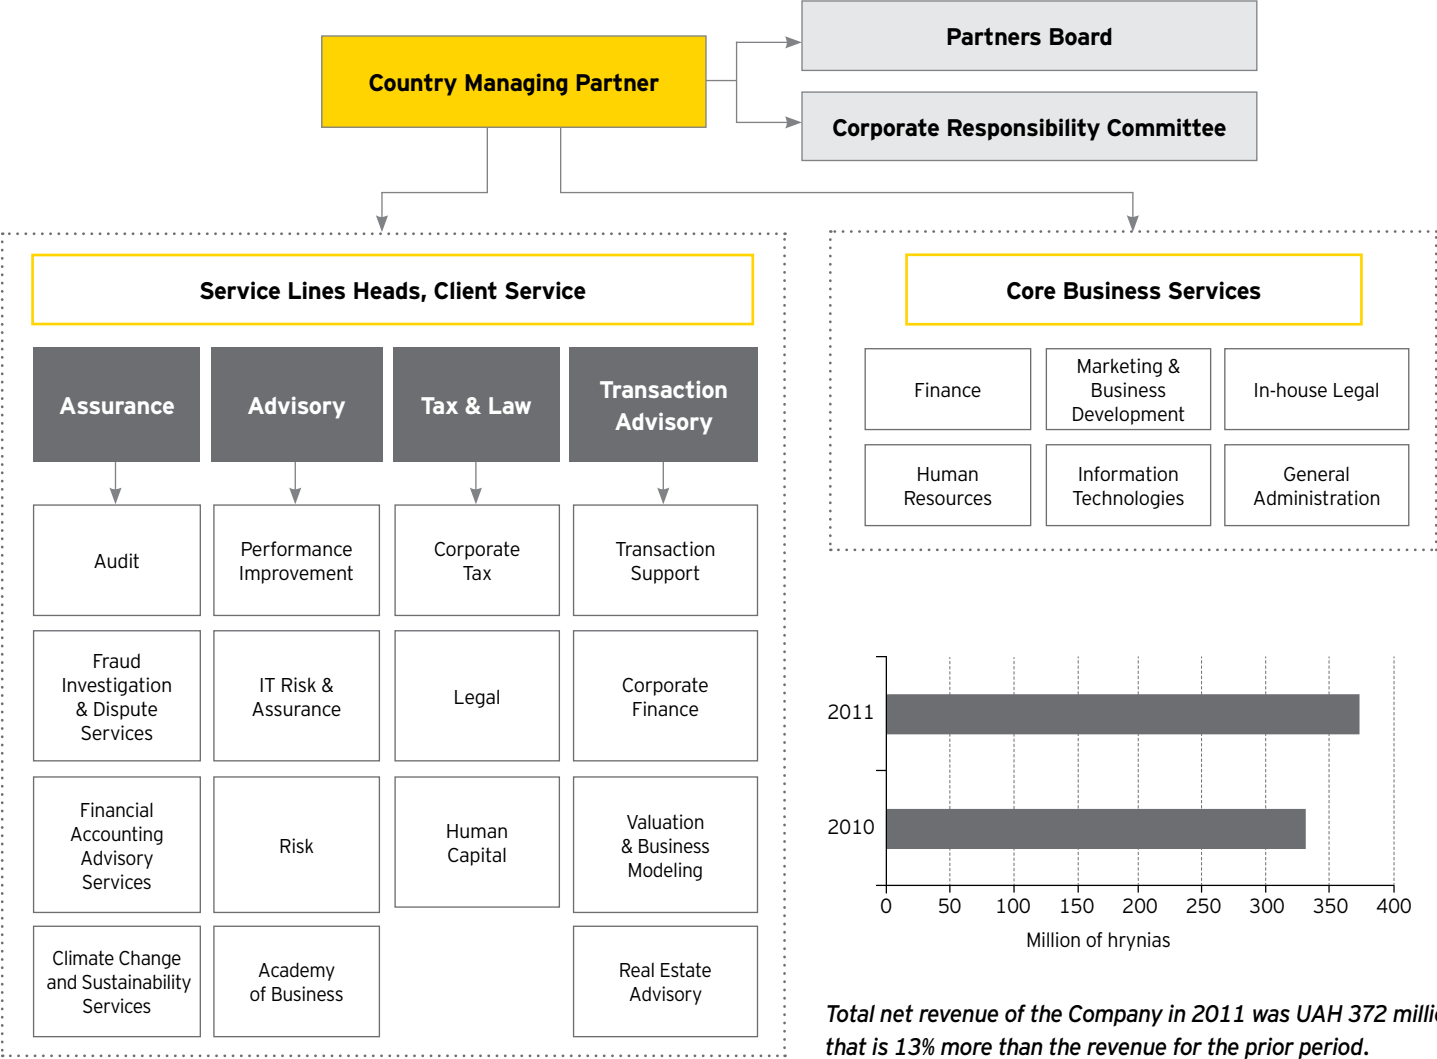 Partners Board
Country Managing Partner
Corporate Responsibility Committee
Service Lines Heads, Client Service
Assurance
Advisory
Tax & Law
Transaction
Advisory
Audit
Fraud
Investigation
& Dispute
Services
Financial
Accounting
Advisory
Services
Climate Change
and Sustainability
Services
Performance
Improvement
IT Risk &
Assurance
Risk
Academy
of Business
Corporate
Tax
Legal
Human
Capital
Transaction
Support
Corporate
Finance
Valuation
& Business
Modeling
Real Estate
Advisory
Core Business Services
Finance
Marketing &
Business
Development
In-house Legal
Human
Resources
Information
Technologies
General
Administration
2011
2010
0 50 100 150 200 250 300 350 400
Million of hrynias
Total net revenue of the Company in 2011 was UAH 372 milli
that is 13% more than the revenue for the prior period.